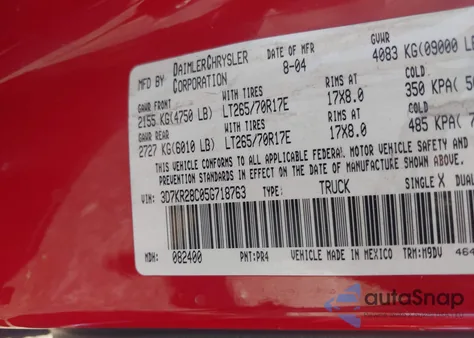 MFD BY DAIMLERCHRYSLER CORPORATION DATE OF MFR 8-04 GVWR 4083 KG(09000 LB
GAWR FRONT WITH TIRES RIMS AT COLD
2155 KG(4750 LB) LT265/70R17E 17X8.0 350 KPA(
GAWR REAR WITH TIRES RIMS AT COLD
2727 KG(6010 LB) LT265/70R17E 17X8.0 485 KPA(
THIS VEHICLE CONFORMS TO ALL APPLICABLE FEDERAL MOTOR VEHICLE SAFETY
PREVENTION STANDARDS IN EFFECT ON THE DATE OF MANUFACTURE SHOWN ABOVE
VIN: 3D7KR28C05G718763 TYPE: TRUCK SINGLE X DUAL
MDH: 082400 PNT:PR4 VEHICLE MADE IN MEXICO TRM:M9DV 464
autoSnap